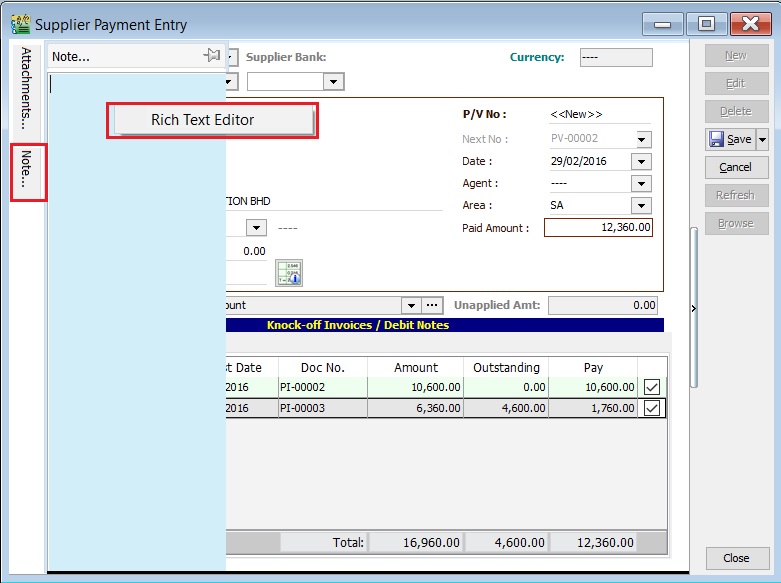 Supplier Payment Entry
Attachments...
Note...
Note...
Rich Text Editor
Supplier Bank:
Currency: ----
P/V No : <<New>>
Next No : PV-00002
Date : 29/02/2016
Agent : ----
Area : SA
Paid Amount : 12,360.00
TION BHD
----
0.00
ount
Unapplied Amt: 0.00
Knock-off Invoices / Debit Notes
st Date Doc No. Amount Outstanding Pay
2016 PI-00002 10,600.00 0.00 10,600.00
2016 PI-00003 6,360.00 4,600.00 1,760.00
Total: 16,960.00 4,600.00 12,360.00
New
Edit
Delete
Save
Cancel
Refresh
Browse
Close